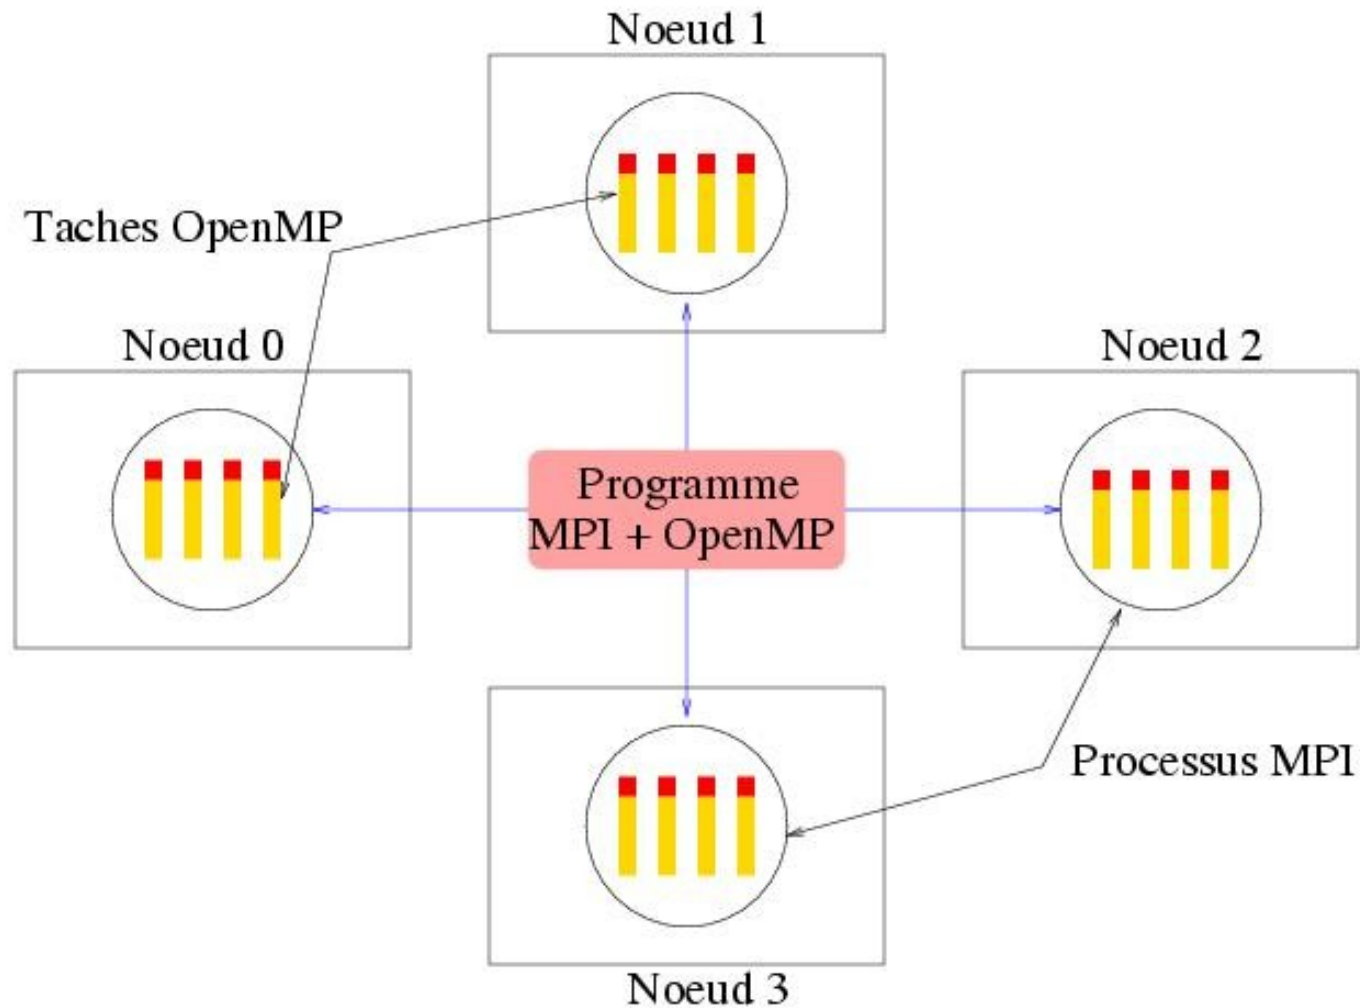 Noeud 1
Taches OpenMP
Noeud 0
Noeud 2
Programme
MPI + OpenMP
Processus MPI
Noeud 3